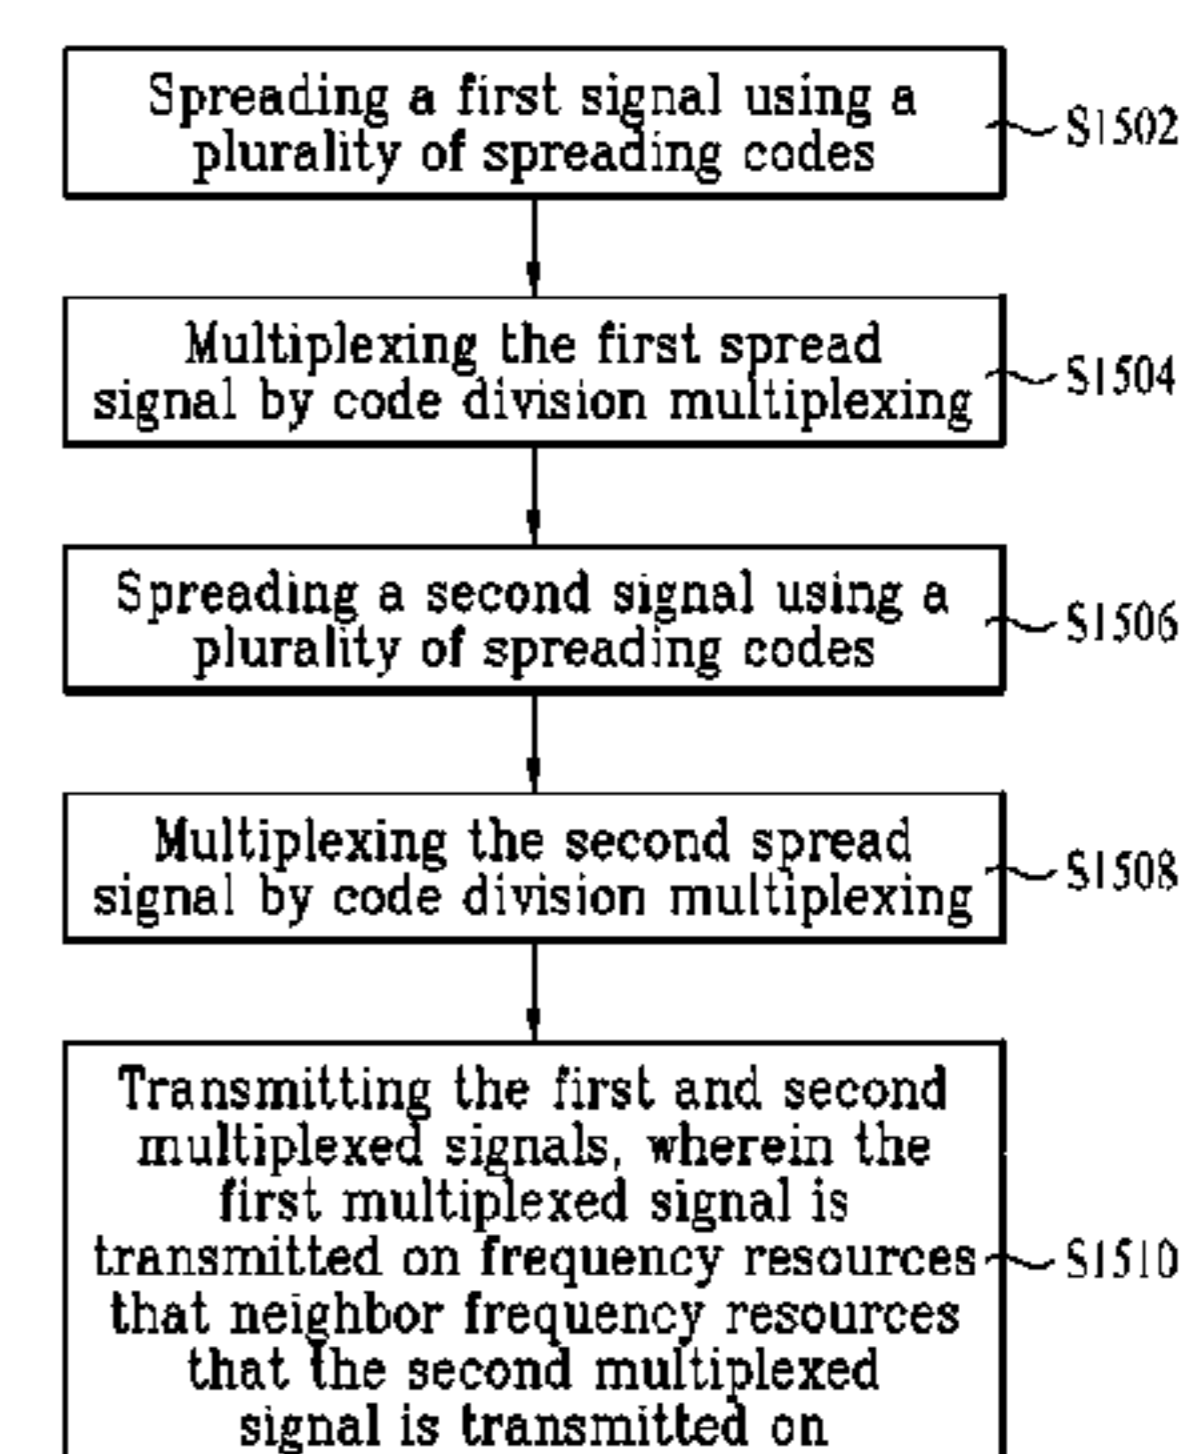 Spreading a first signal using a
plurality of spreading codes
S1502
Multiplexing the first spread
signal by code division multiplexing
S1504
Spreading a second signal using a
plurality of spreading codes
S1506
Multiplexing the second spread
signal by code division multiplexing
S1508
Transmitting the first and second
multiplexed signals, wherein the
first multiplexed signal is
transmitted on frequency resources
that neighbor frequency resources
that the second multiplexed
signal is transmitted on
S1510